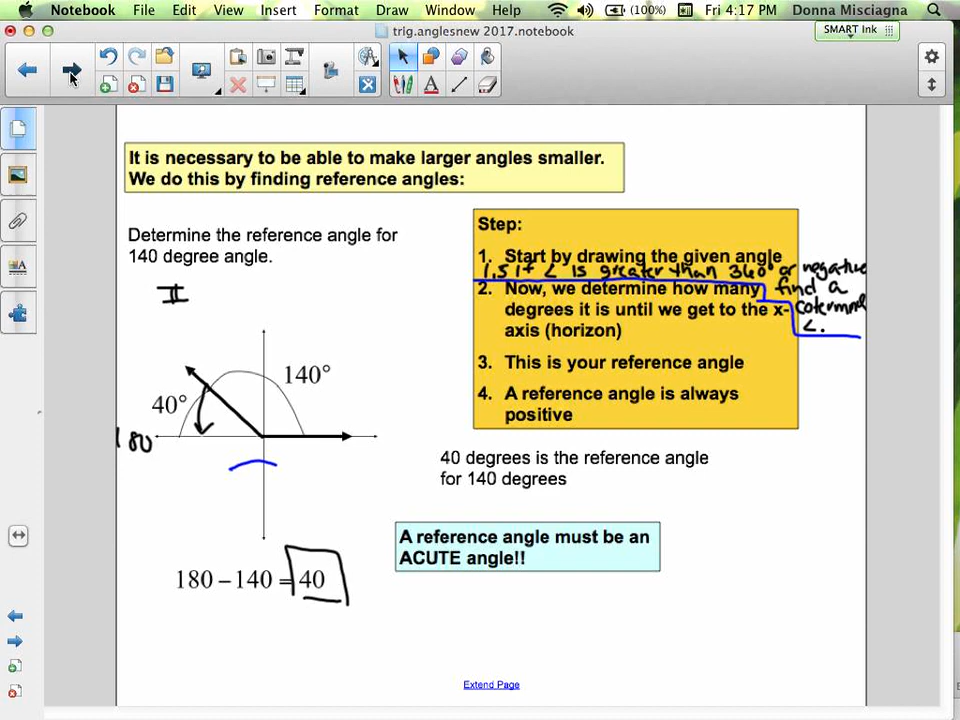 Notebook File Edit View Insert Format Draw Window Help (100%) Fri 4:17 PM Donna Misciagna
trig.anglesnew 2017.notebook
SMART Ink
It is necessary to be able to make larger angles smaller.
We do this by finding reference angles:
Determine the reference angle for
140 degree angle.
II
140°
40°
180
180 – 140 = 40
Step:
1. Start by drawing the given angle
1.5 If ∠ is greater than 360° or negative
find a
coterminal
∠.
2. Now, we determine how many
degrees it is until we get to the x-
axis (horizon)
3. This is your reference angle
4. A reference angle is always
positive
40 degrees is the reference angle
for 140 degrees
A reference angle must be an
ACUTE angle!!
Extend Page